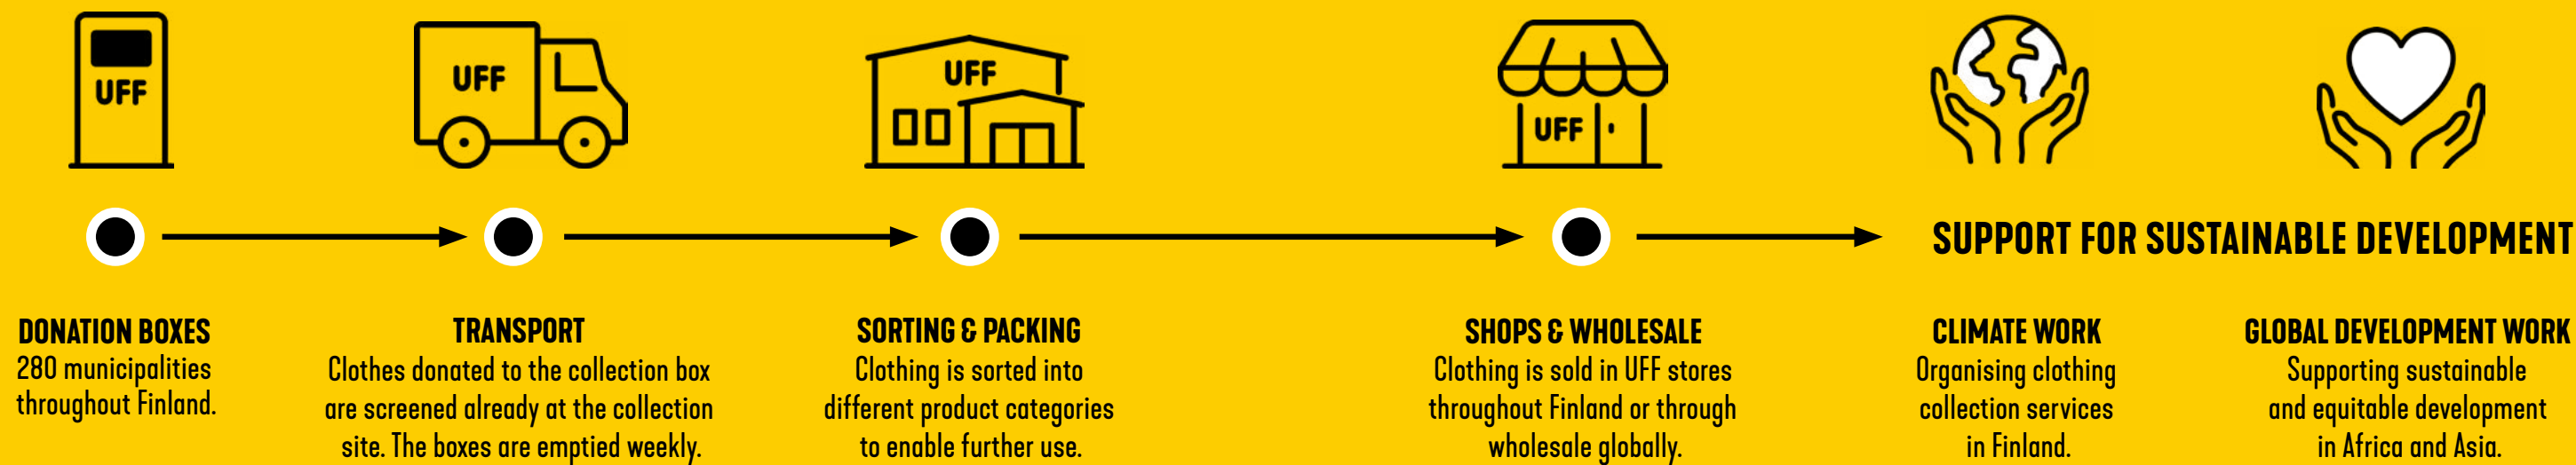 UFF
UFF
UFF
UFF
SUPPORT FOR SUSTAINABLE DEVELOPMENT
DONATION BOXES
280 municipalities
throughout Finland.
TRANSPORT
Clothes donated to the collection box
are screened already at the collection
site. The boxes are emptied weekly.
SORTING & PACKING
Clothing is sorted into
different product categories
to enable further use.
SHOPS & WHOLESALE
Clothing is sold in UFF stores
throughout Finland or through
wholesale globally.
CLIMATE WORK
Organising clothing
collection services
in Finland.
GLOBAL DEVELOPMENT WORK
Supporting sustainable
and equitable development
in Africa and Asia.